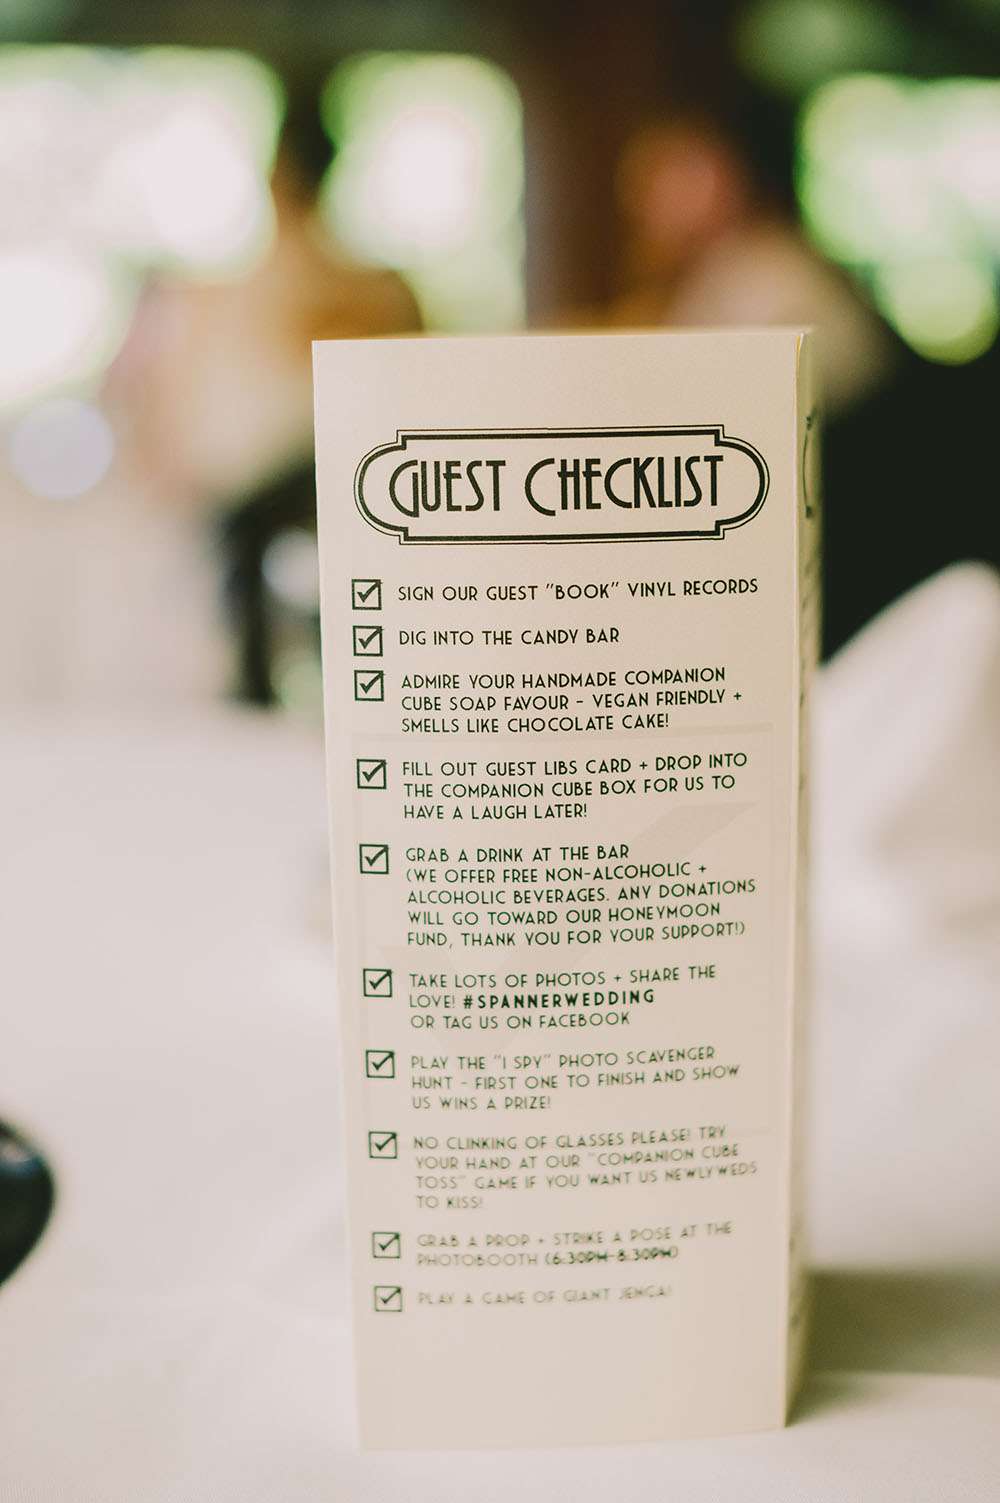 GUEST CHECKLIST
SIGN OUR GUEST "BOOK" VINYL RECORDS
DIG INTO THE CANDY BAR
ADMIRE YOUR HANDMADE COMPANION
CUBE SOAP FAVOUR - VEGAN FRIENDLY +
SMELLS LIKE CHOCOLATE CAKE!
FILL OUT GUEST LIBS CARD + DROP INTO
THE COMPANION CUBE BOX FOR US TO
HAVE A LAUGH LATER!
GRAB A DRINK AT THE BAR
(WE OFFER FREE NON-ALCOHOLIC +
ALCOHOLIC BEVERAGES. ANY DONATIONS
WILL GO TOWARD OUR HONEYMOON
FUND, THANK YOU FOR YOUR SUPPORT!)
TAKE LOTS OF PHOTOS + SHARE THE
LOVE! #SPANNERWEDDING
OR TAG US ON FACEBOOK
PLAY THE "I SPY" PHOTO SCAVENGER
HUNT - FIRST ONE TO FINISH AND SHOW
US WINS A PRIZE!
NO CLINKING OF GLASSES PLEASE! TRY
YOUR HAND AT OUR "COMPANION CUBE
TOSS" GAME IF YOU WANT US NEWLYWEDS
TO KISS!
GRAB A PROP + STRIKE A POSE AT THE
PHOTOBOOTH (6:30PM-8:30PM)
PLAY A GAME OF GIANT JENGA!